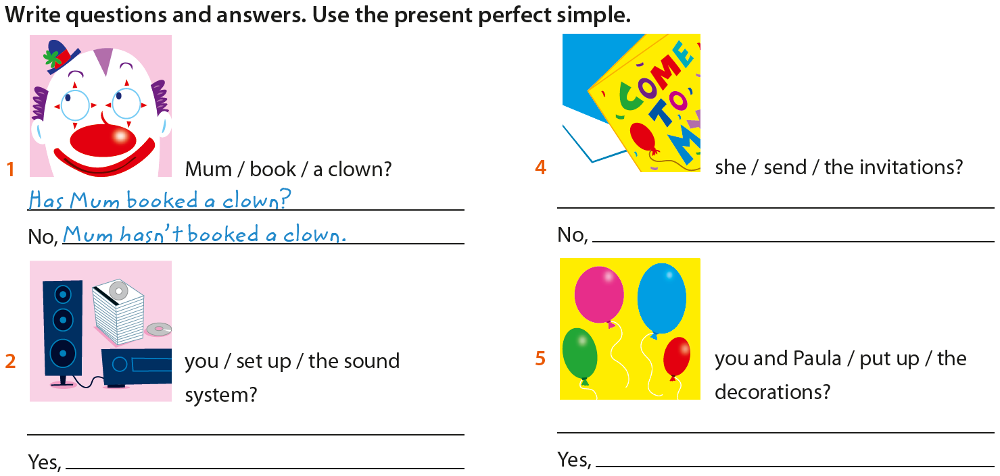 Write questions and answers. Use the present perfect simple.
1 Mum / book / a clown?
Has Mum booked a clown?
No, Mum hasn't booked a clown.
2 you / set up / the sound
system?
Yes,
4 she / send / the invitations?
COME
TO
M
No,
5 you and Paula / put up / the
decorations?
Yes,